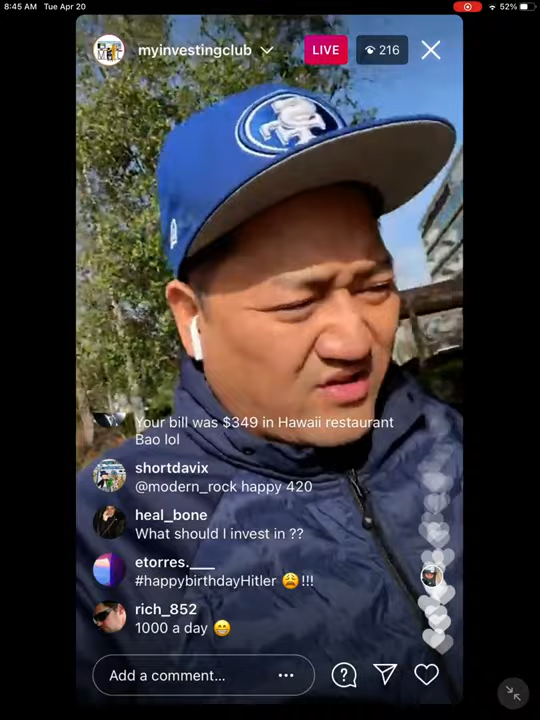 8:45 AM Tue Apr 20
52%
myinvestingclub
LIVE
216
Your bill was $349 in Hawaii restaurant
Bao lol
shortdavix
@modern_rock happy 420
heal_bone
What should I invest in ??
etorres.___
#happybirthdayHitler 😩!!!
rich_852
1000 a day 😁
Add a comment...